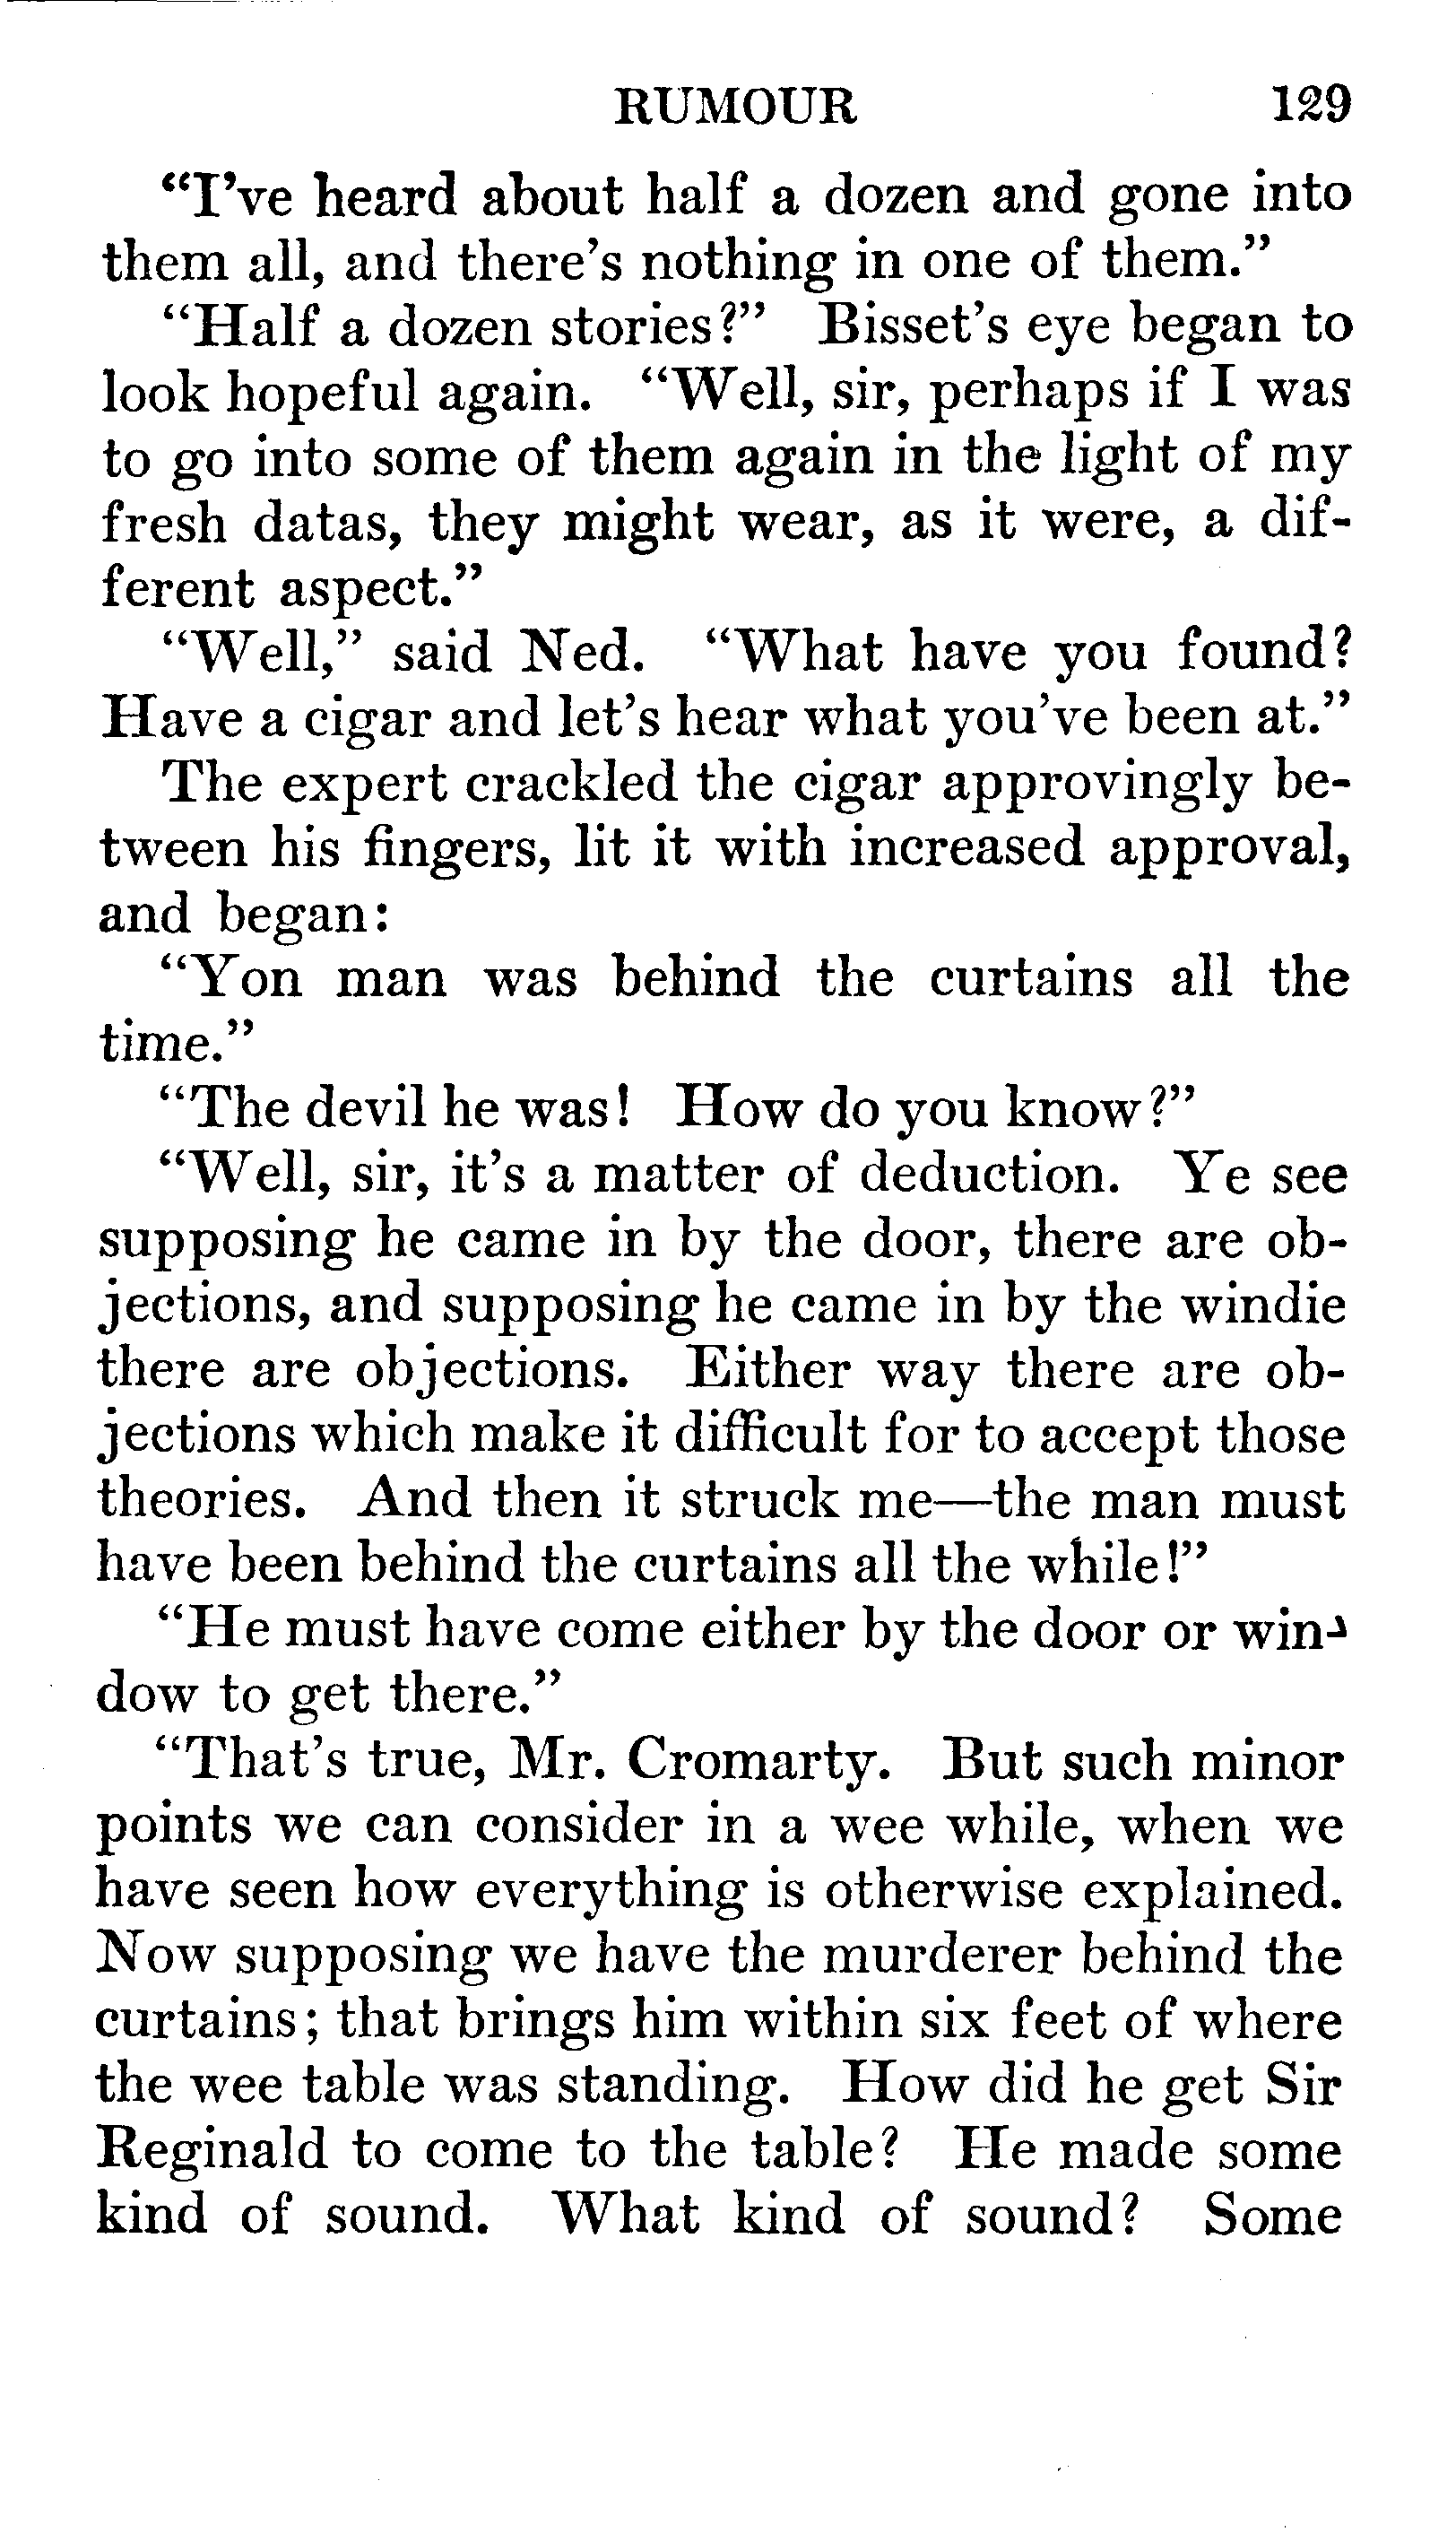 RUMOUR 129
“I’ve heard about half a dozen and gone into
them all, and there’s nothing in one of them.”
“Half a dozen stories?” Bisset’s eye began to
look hopeful again. “Well, sir, perhaps if I was
to go into some of them again in the light of my
fresh datas, they might wear, as it were, a dif-
ferent aspect.”
“Well,” said Ned. “What have you found?
Have a cigar and let’s hear what you’ve been at.”
The expert crackled the cigar approvingly be-
tween his fingers, lit it with increased approval,
and began:
“Yon man was behind the curtains all the
time.”
“The devil he was! How do you know?”
“Well, sir, it’s a matter of deduction. Ye see
supposing he came in by the door, there are ob-
jections, and supposing he came in by the windie
there are objections. Either way there are ob-
jections which make it difficult for to accept those
theories. And then it struck me—the man must
have been behind the curtains all the while!”
“He must have come either by the door or win-
dow to get there.”
“That’s true, Mr. Cromarty. But such minor
points we can consider in a wee while, when we
have seen how everything is otherwise explained.
Now supposing we have the murderer behind the
curtains; that brings him within six feet of where
the wee table was standing. How did he get Sir
Reginald to come to the table? He made some
kind of sound. What kind of sound? Some